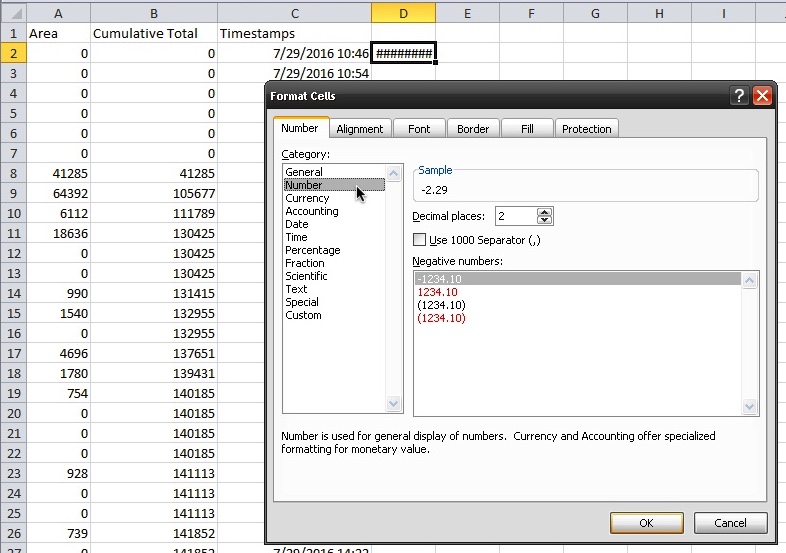 A B C D E F G H I
1 Area Cumulative Total Timestamps
2 0 0 7/29/2016 10:46 ########
3 0 0 7/29/2016 10:54
4 0 0
5 0 0
6 0 0
7 0 0
8 41285 41285
9 64392 105677
10 6112 111789
11 18636 130425
12 0 130425
13 0 130425
14 990 131415
15 1540 132955
16 0 132955
17 4696 137651
18 1780 139431
19 754 140185
20 0 140185
21 0 140185
22 0 140185
23 928 141113
24 0 141113
25 0 141113
26 739 141852
27 0 141852 7/29/2016 14:22
Format Cells ?
Number Alignment Font Border Fill Protection
Category:
General
Number
Currency
Accounting
Date
Time
Percentage
Fraction
Scientific
Text
Special
Custom
Sample
-2.29
Decimal places: 2
Use 1000 Separator (,)
Negative numbers:
-1234.10
1234.10
(1234.10)
(1234.10)
Number is used for general display of numbers. Currency and Accounting offer specialized
formatting for monetary value.
OK Cancel